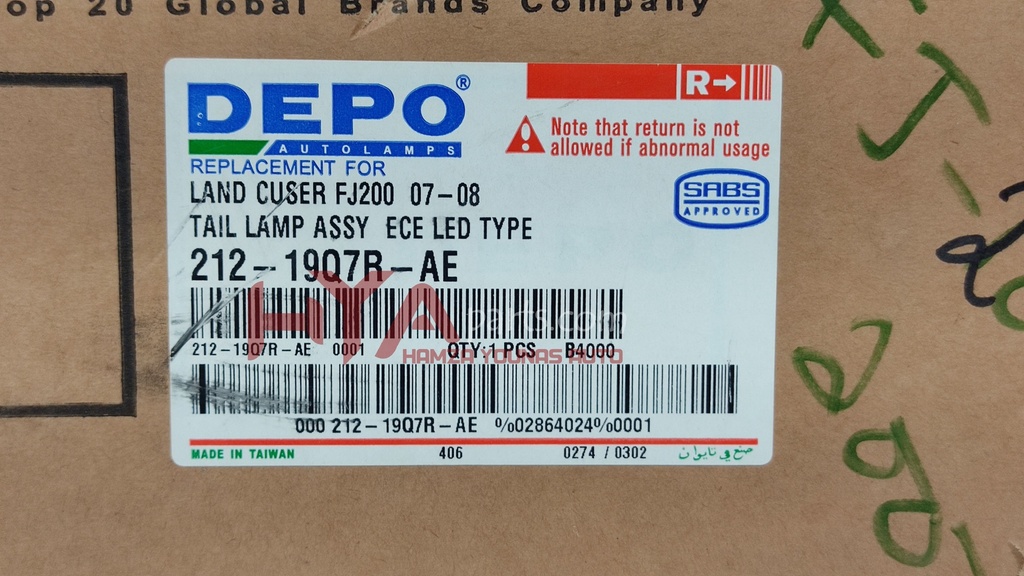 op 20 Global Brands Company
DEPO®
AUTOLAMPS
REPLACEMENT FOR
LAND CUSER FJ200 07-08
TAIL LAMP ASSY ECE LED TYPE
212-19Q7R-AE
R→
Note that return is not
allowed if abnormal usage
SABS
APPROVED
HYA parts.com
HAMZA YOUNAS AUTO
212-19Q7R-AE 0001 QTY:1 PCS B4000
000 212-19Q7R-AE %02864024%0001
MADE IN TAIWAN 406 0274 / 0302 صنع في تايوان